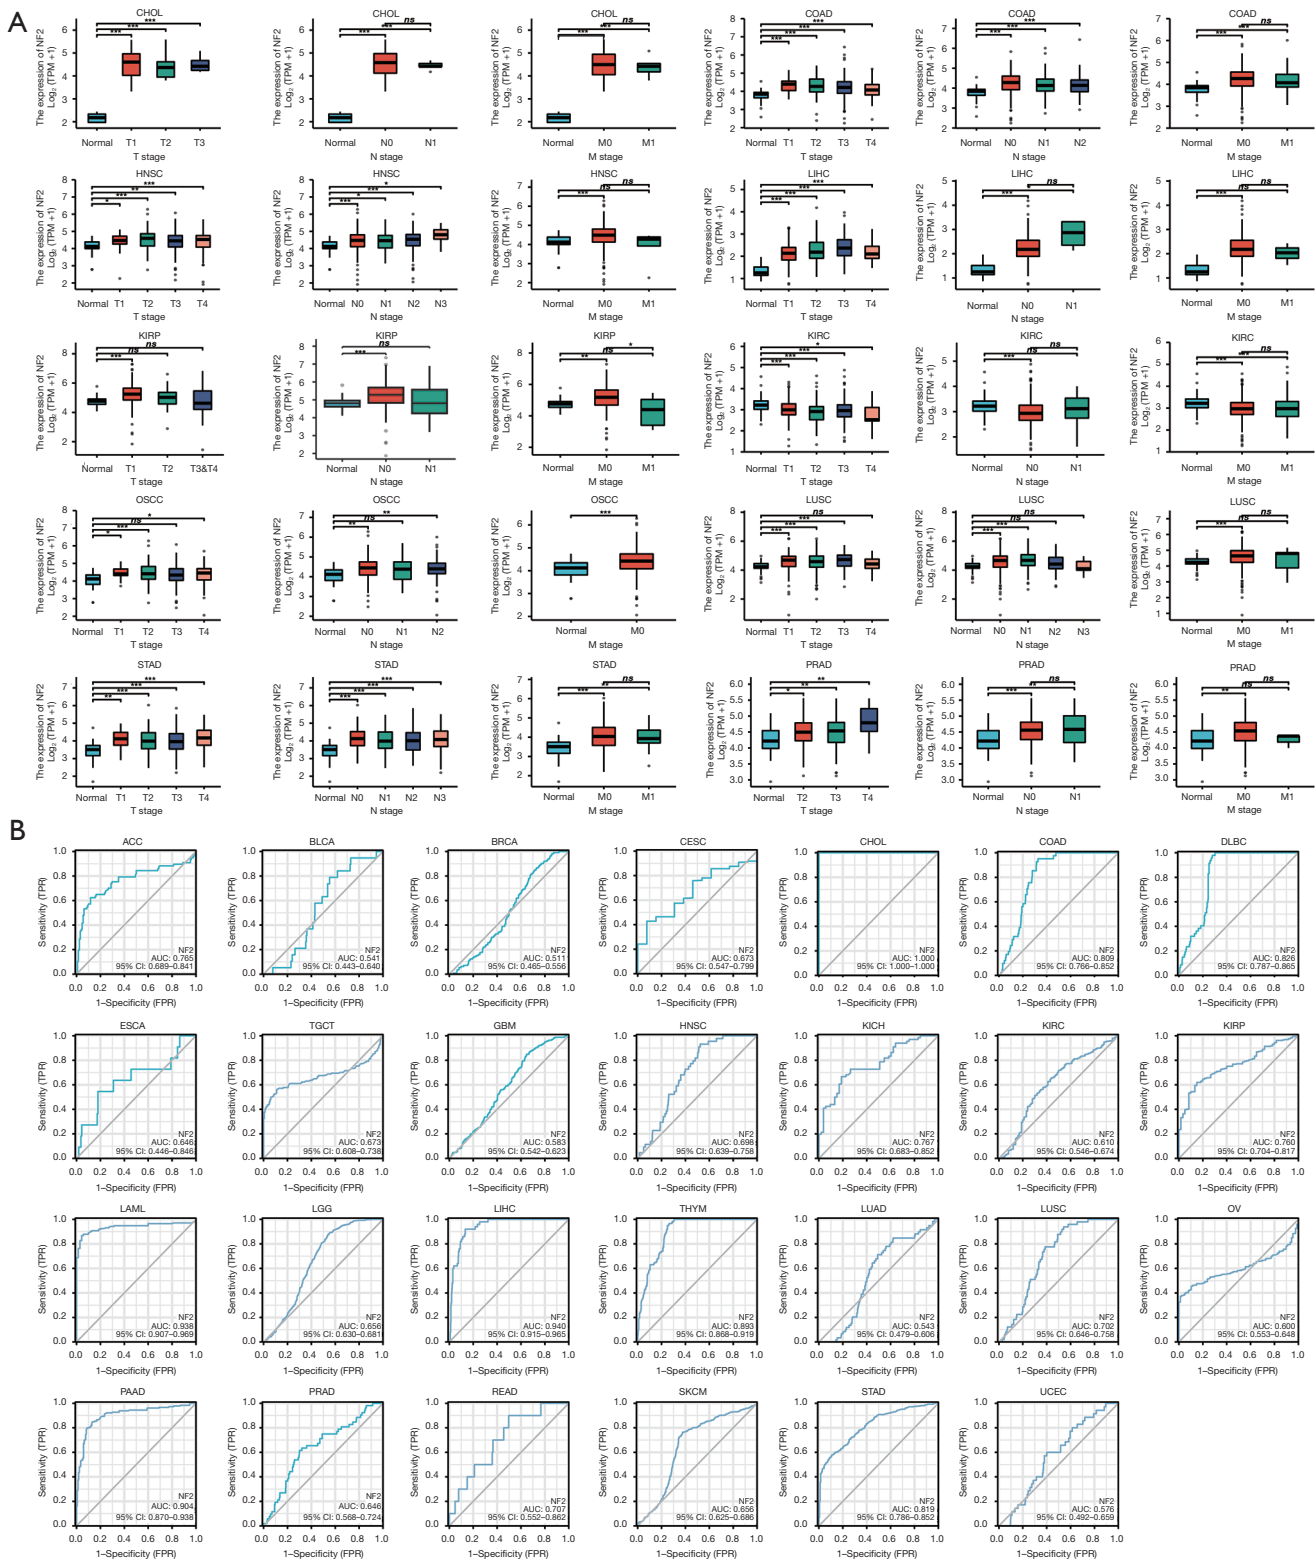 A
CHOL
CHOL
CHOL
COAD
COAD
COAD
The expression of NF2
Log₂ (TPM +1)
Normal T1 T2 T3
T stage
Normal N0 N1
N stage
Normal M0 M1
M stage
Normal T1 T2 T3 T4
T stage
Normal N0 N1 N2
N stage
Normal M0 M1
M stage
HNSC
HNSC
HNSC
LIHC
LIHC
LIHC
Normal T1 T2 T3 T4
T stage
Normal N0 N1 N2 N3
N stage
Normal M0 M1
M stage
Normal T1 T2 T3 T4
T stage
Normal N0 N1
N stage
Normal M0 M1
M stage
KIRP
KIRP
KIRP
KIRC
KIRC
KIRC
Normal T1 T2 T3&T4
T stage
Normal N0 N1
N stage
Normal M0 M1
M stage
Normal T1 T2 T3 T4
T stage
Normal N0 N1
N stage
Normal M0 M1
M stage
OSCC
OSCC
OSCC
LUSC
LUSC
LUSC
Normal T1 T2 T3 T4
T stage
Normal N0 N1 N2
N stage
Normal M0
M stage
Normal T1 T2 T3 T4
T stage
Normal N0 N1 N2 N3
N stage
Normal M0 M1
M stage
STAD
STAD
STAD
PRAD
PRAD
PRAD
Normal T1 T2 T3 T4
T stage
Normal N0 N1 N2 N3
N stage
Normal M0 M1
M stage
Normal T2 T3 T4
T stage
Normal N0 N1
N stage
Normal M0 M1
M stage
B
ACC
Sensitivity (TPR)
NF2
AUC: 0.765
95% CI: 0.689–0.841
0.0 0.2 0.4 0.6 0.8 1.0
1–Specificity (FPR)
BLCA
NF2
AUC: 0.541
95% CI: 0.443–0.640
BRCA
NF2
AUC: 0.511
95% CI: 0.465–0.556
CESC
NF2
AUC: 0.673
95% CI: 0.547–0.799
CHOL
NF2
AUC: 1.000
95% CI: 1.000–1.000
COAD
NF2
AUC: 0.809
95% CI: 0.766–0.852
DLBC
NF2
AUC: 0.826
95% CI: 0.787–0.865
ESCA
NF2
AUC: 0.646
95% CI: 0.446–0.846
TGCT
NF2
AUC: 0.673
95% CI: 0.608–0.738
GBM
NF2
AUC: 0.583
95% CI: 0.542–0.623
HNSC
NF2
AUC: 0.698
95% CI: 0.639–0.758
KICH
NF2
AUC: 0.767
95% CI: 0.683–0.852
KIRC
NF2
AUC: 0.610
95% CI: 0.546–0.674
KIRP
NF2
AUC: 0.760
95% CI: 0.704–0.817
LAML
NF2
AUC: 0.938
95% CI: 0.907–0.969
LGG
NF2
AUC: 0.656
95% CI: 0.630–0.681
LIHC
NF2
AUC: 0.940
95% CI: 0.915–0.965
THYM
NF2
AUC: 0.893
95% CI: 0.868–0.919
LUAD
NF2
AUC: 0.543
95% CI: 0.479–0.606
LUSC
NF2
AUC: 0.702
95% CI: 0.646–0.758
OV
NF2
AUC: 0.600
95% CI: 0.553–0.648
PAAD
NF2
AUC: 0.904
95% CI: 0.870–0.938
PRAD
NF2
AUC: 0.646
95% CI: 0.568–0.724
READ
NF2
AUC: 0.707
95% CI: 0.552–0.862
SKCM
NF2
AUC: 0.656
95% CI: 0.625–0.686
STAD
NF2
AUC: 0.819
95% CI: 0.786–0.852
UCEC
NF2
AUC: 0.576
95% CI: 0.492–0.659